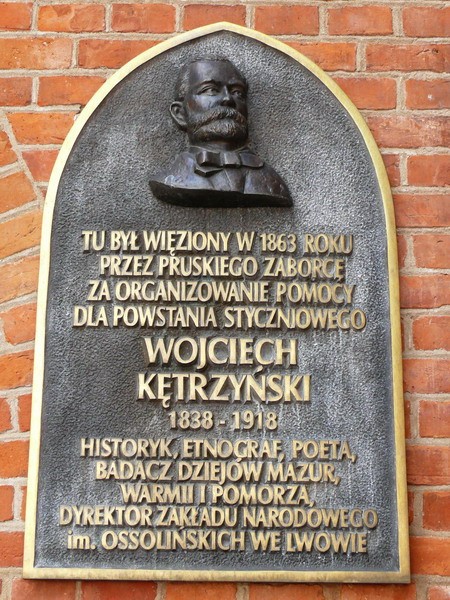 TU BYŁ WIĘZIONY W 1863 ROKU
PRZEZ PRUSKIEGO ZABORCĘ
ZA ORGANIZOWANIE POMOCY
DLA POWSTANIA STYCZNIOWEGO
WOJCIECH
KĘTRZYŃSKI
1838 - 1918
HISTORYK, ETNOGRAF, POETA,
BADACZ DZIEJÓW MAZUR,
WARMII I POMORZA,
DYREKTOR ZAKŁADU NARODOWEGO
im. OSSOLIŃSKICH WE LWOWIE